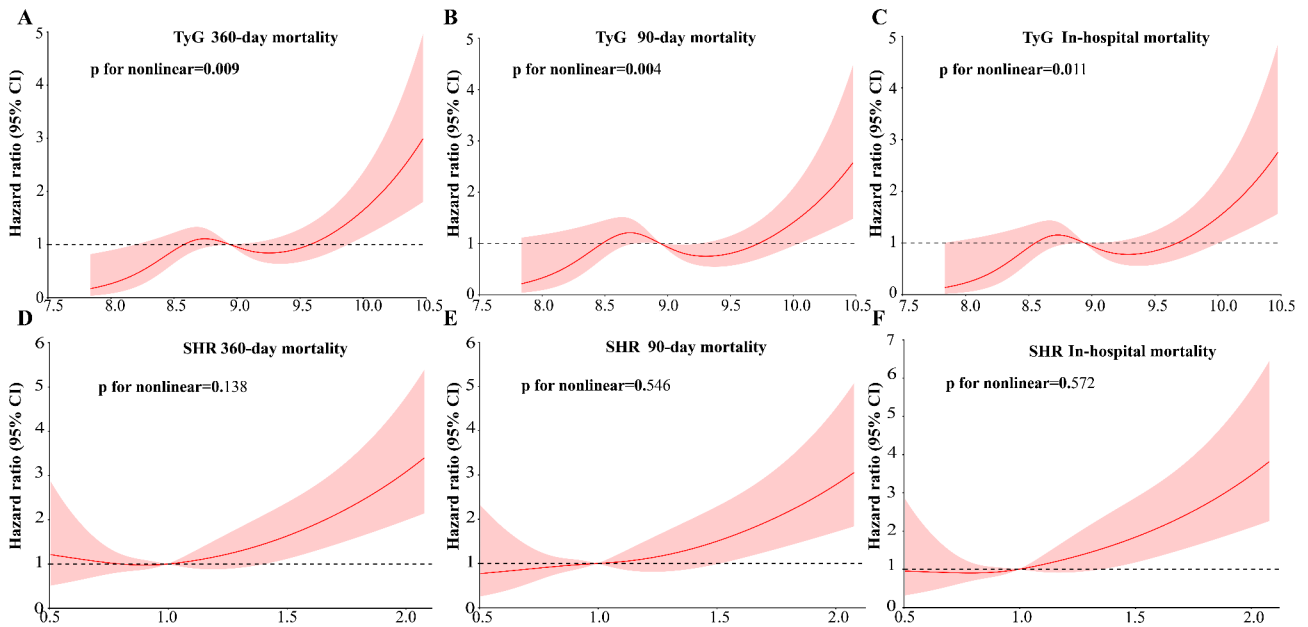 A
TyG 360-day mortality
p for nonlinear=0.009
Hazard ratio (95% CI)
5
4
3
2
1
0
7.5 8.0 8.5 9.0 9.5 10.0 10.5
B
TyG 90-day mortality
p for nonlinear=0.004
Hazard ratio (95% CI)
5
4
3
2
1
0
7.5 8.0 8.5 9.0 9.5 10.0 10.5
C
TyG In-hospital mortality
p for nonlinear=0.011
Hazard ratio (95% CI)
5
4
3
2
1
0
7.5 8.0 8.5 9.0 9.5 10.0 10.5
D
SHR 360-day mortality
p for nonlinear=0.138
Hazard ratio (95% CI)
6
5
4
3
2
1
0
0.5 1.0 1.5 2.0
E
SHR 90-day mortality
p for nonlinear=0.546
Hazard ratio (95% CI)
6
5
4
3
2
1
0
0.5 1.0 1.5 2.0
F
SHR In-hospital mortality
p for nonlinear=0.572
Hazard ratio (95% CI)
7
6
5
4
3
2
1
0
0.5 1.0 1.5 2.0